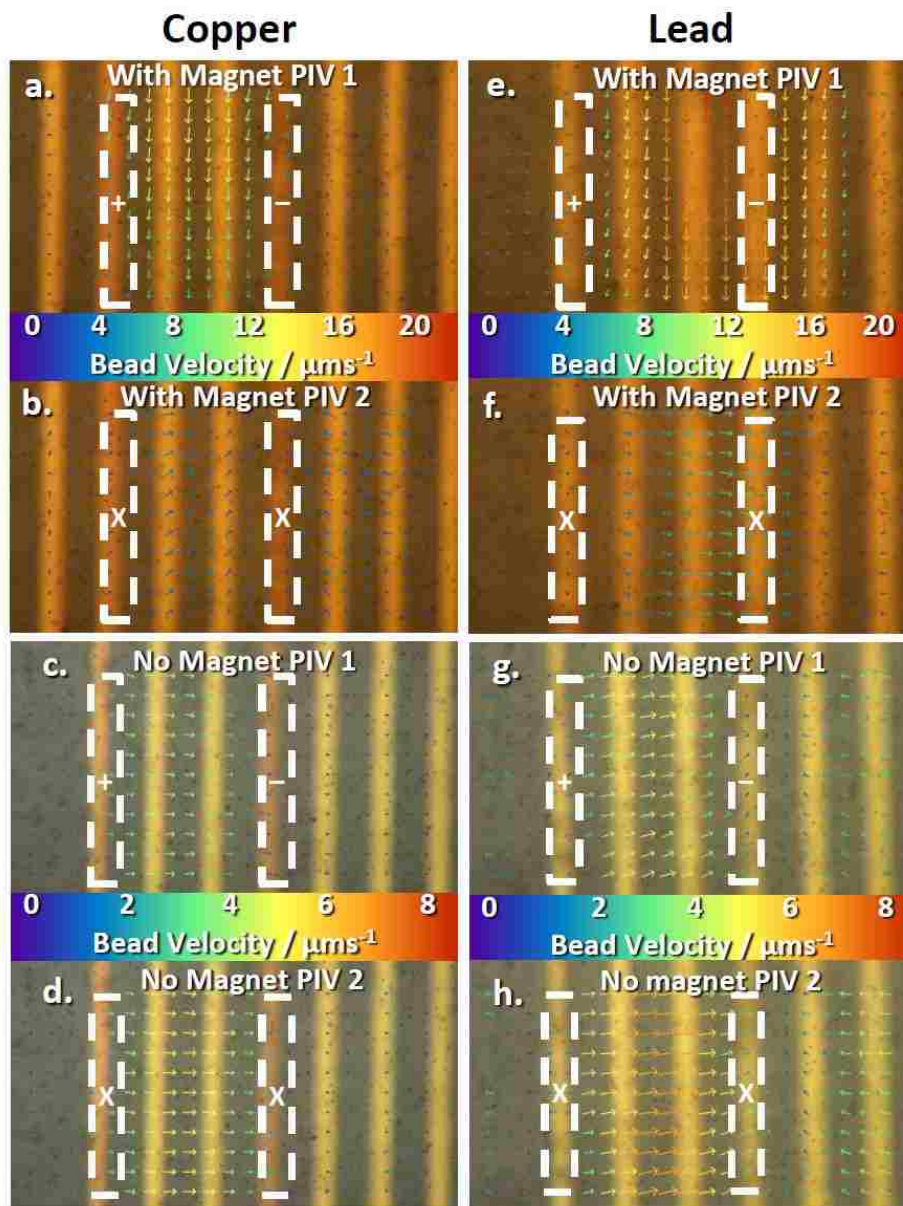 Copper
Lead
a.
With Magnet PIV 1
+
−
0 4 8 12 16 20
Bead Velocity / μms⁻¹
b.
With Magnet PIV 2
X X
c.
No Magnet PIV 1
+
−
0 2 4 6 8
Bead Velocity / μms⁻¹
d.
No Magnet PIV 2
X X
e.
With Magnet PIV 1
+
−
0 4 8 12 16 20
Bead Velocity / μms⁻¹
f.
With Magnet PIV 2
X X
g.
No Magnet PIV 1
+
−
0 2 4 6 8
Bead Velocity / μms⁻¹
h.
No magnet PIV 2
X X